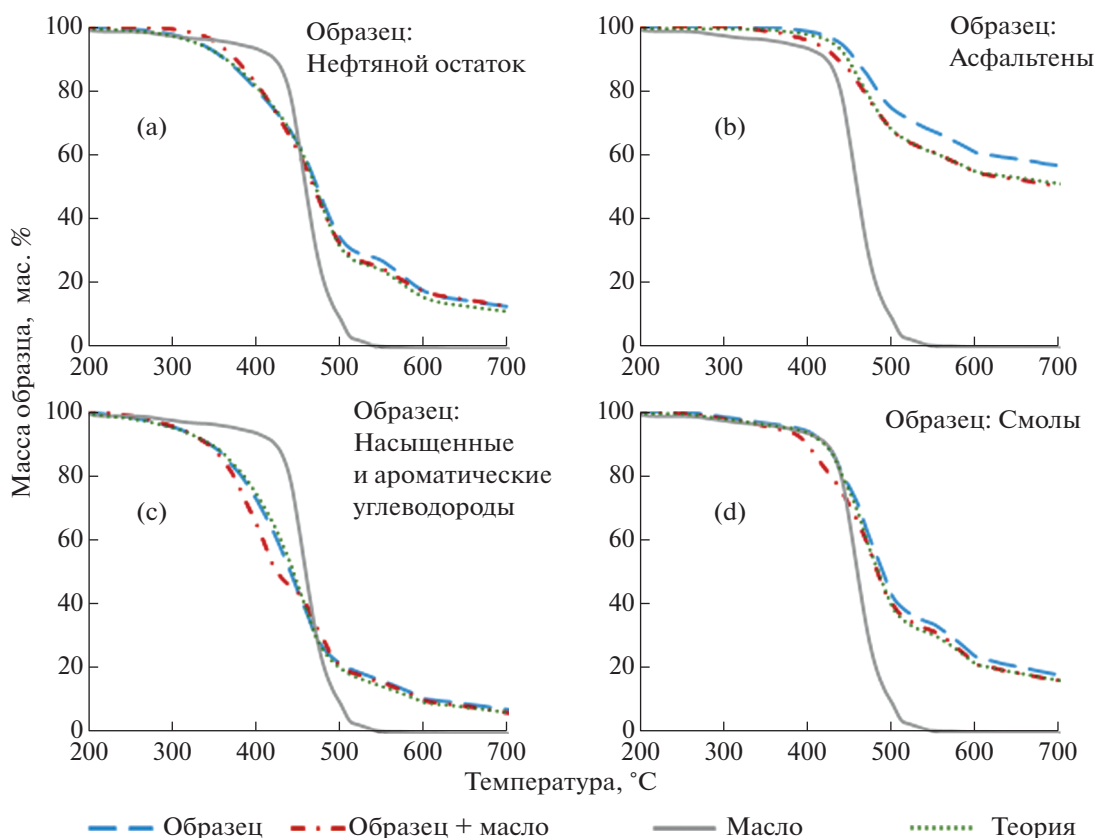 Масса образца, мас. %
100
80
60
40
20
0
200 300 400 500 600 700
(a)
Образец:
Нефтяной остаток
100
80
60
40
20
0
200 300 400 500 600 700
(b)
Образец:
Асфальтены
100
80
60
40
20
0
200 300 400 500 600 700
(c)
Образец:
Насыщенные
и ароматические
углеводороды
100
80
60
40
20
0
200 300 400 500 600 700
(d)
Образец: Смолы
Температура, ˚C
Образец Образец + масло Масло Теория